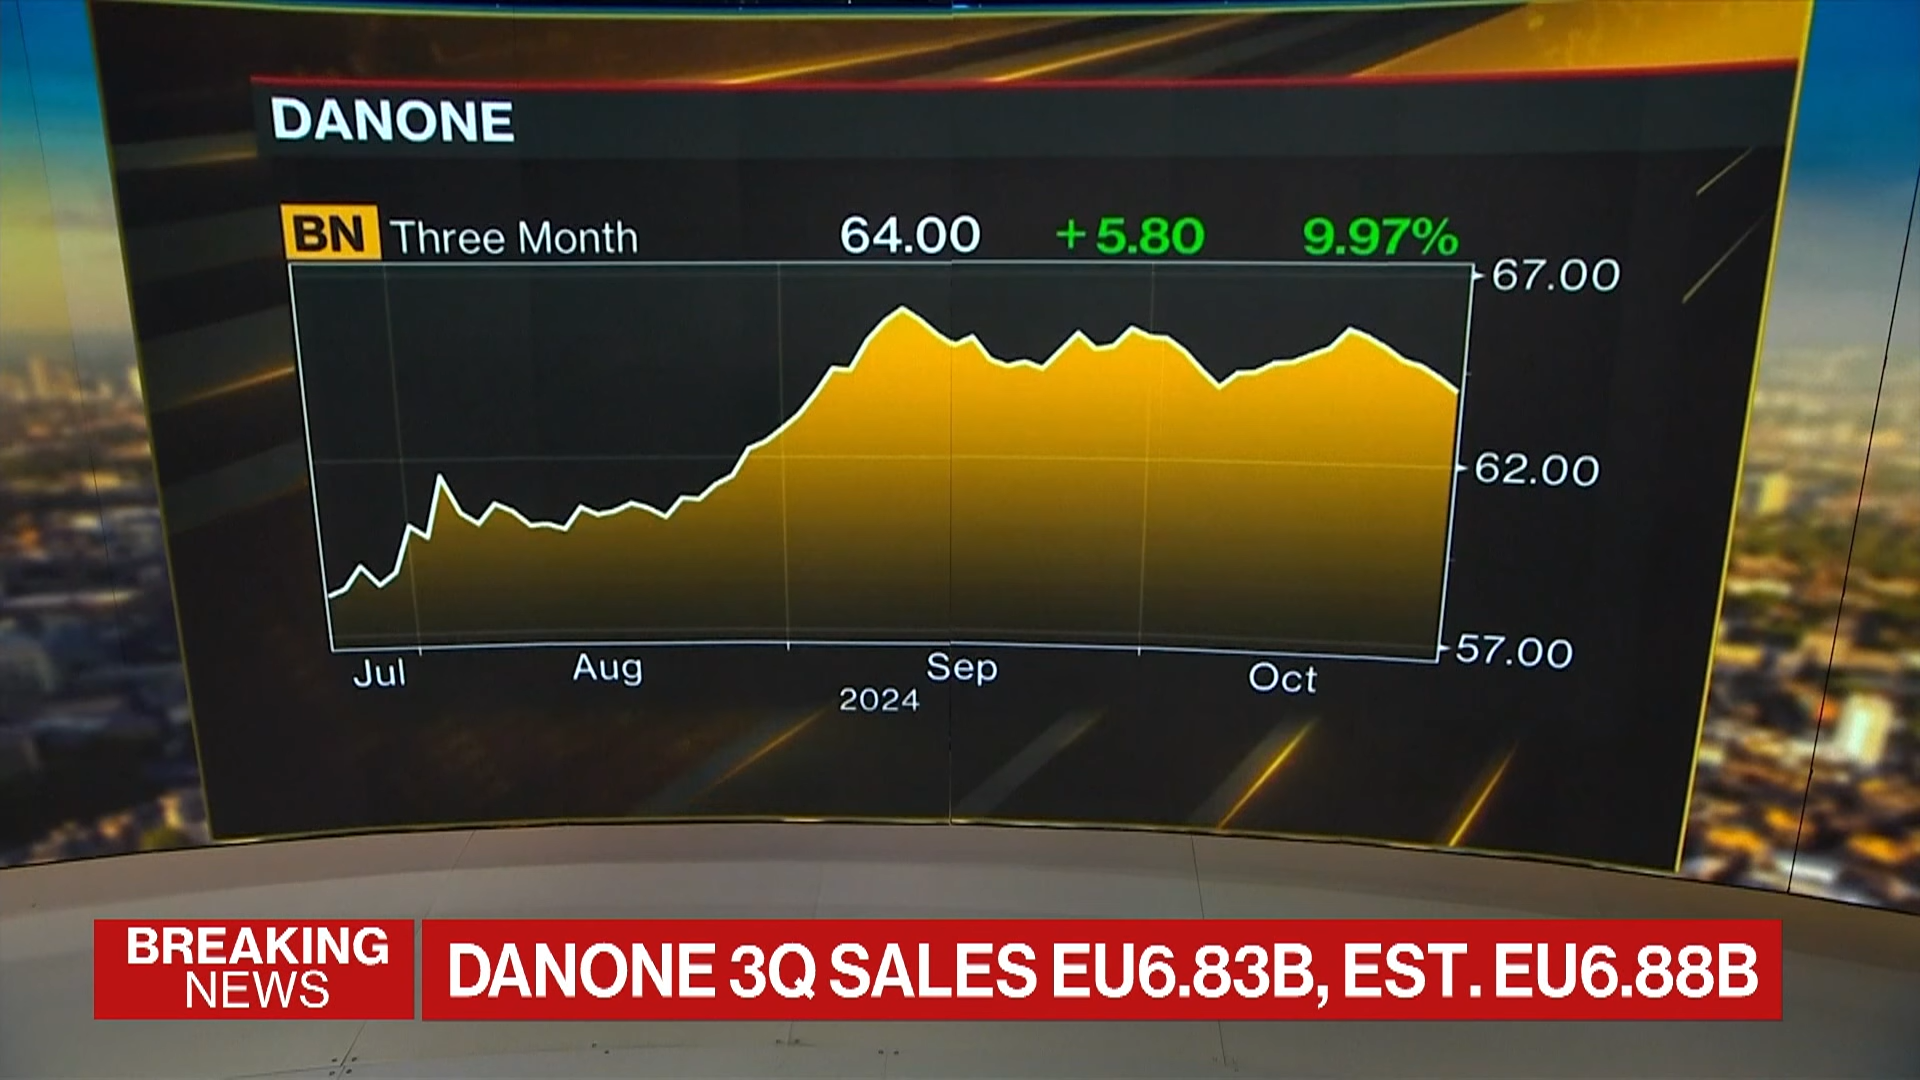 DANONE
BN Three Month 64.00 +5.80 9.97%
67.00
62.00
57.00
Jul Aug Sep Oct
2024
BREAKING NEWS
DANONE 3Q SALES EU6.83B, EST. EU6.88B